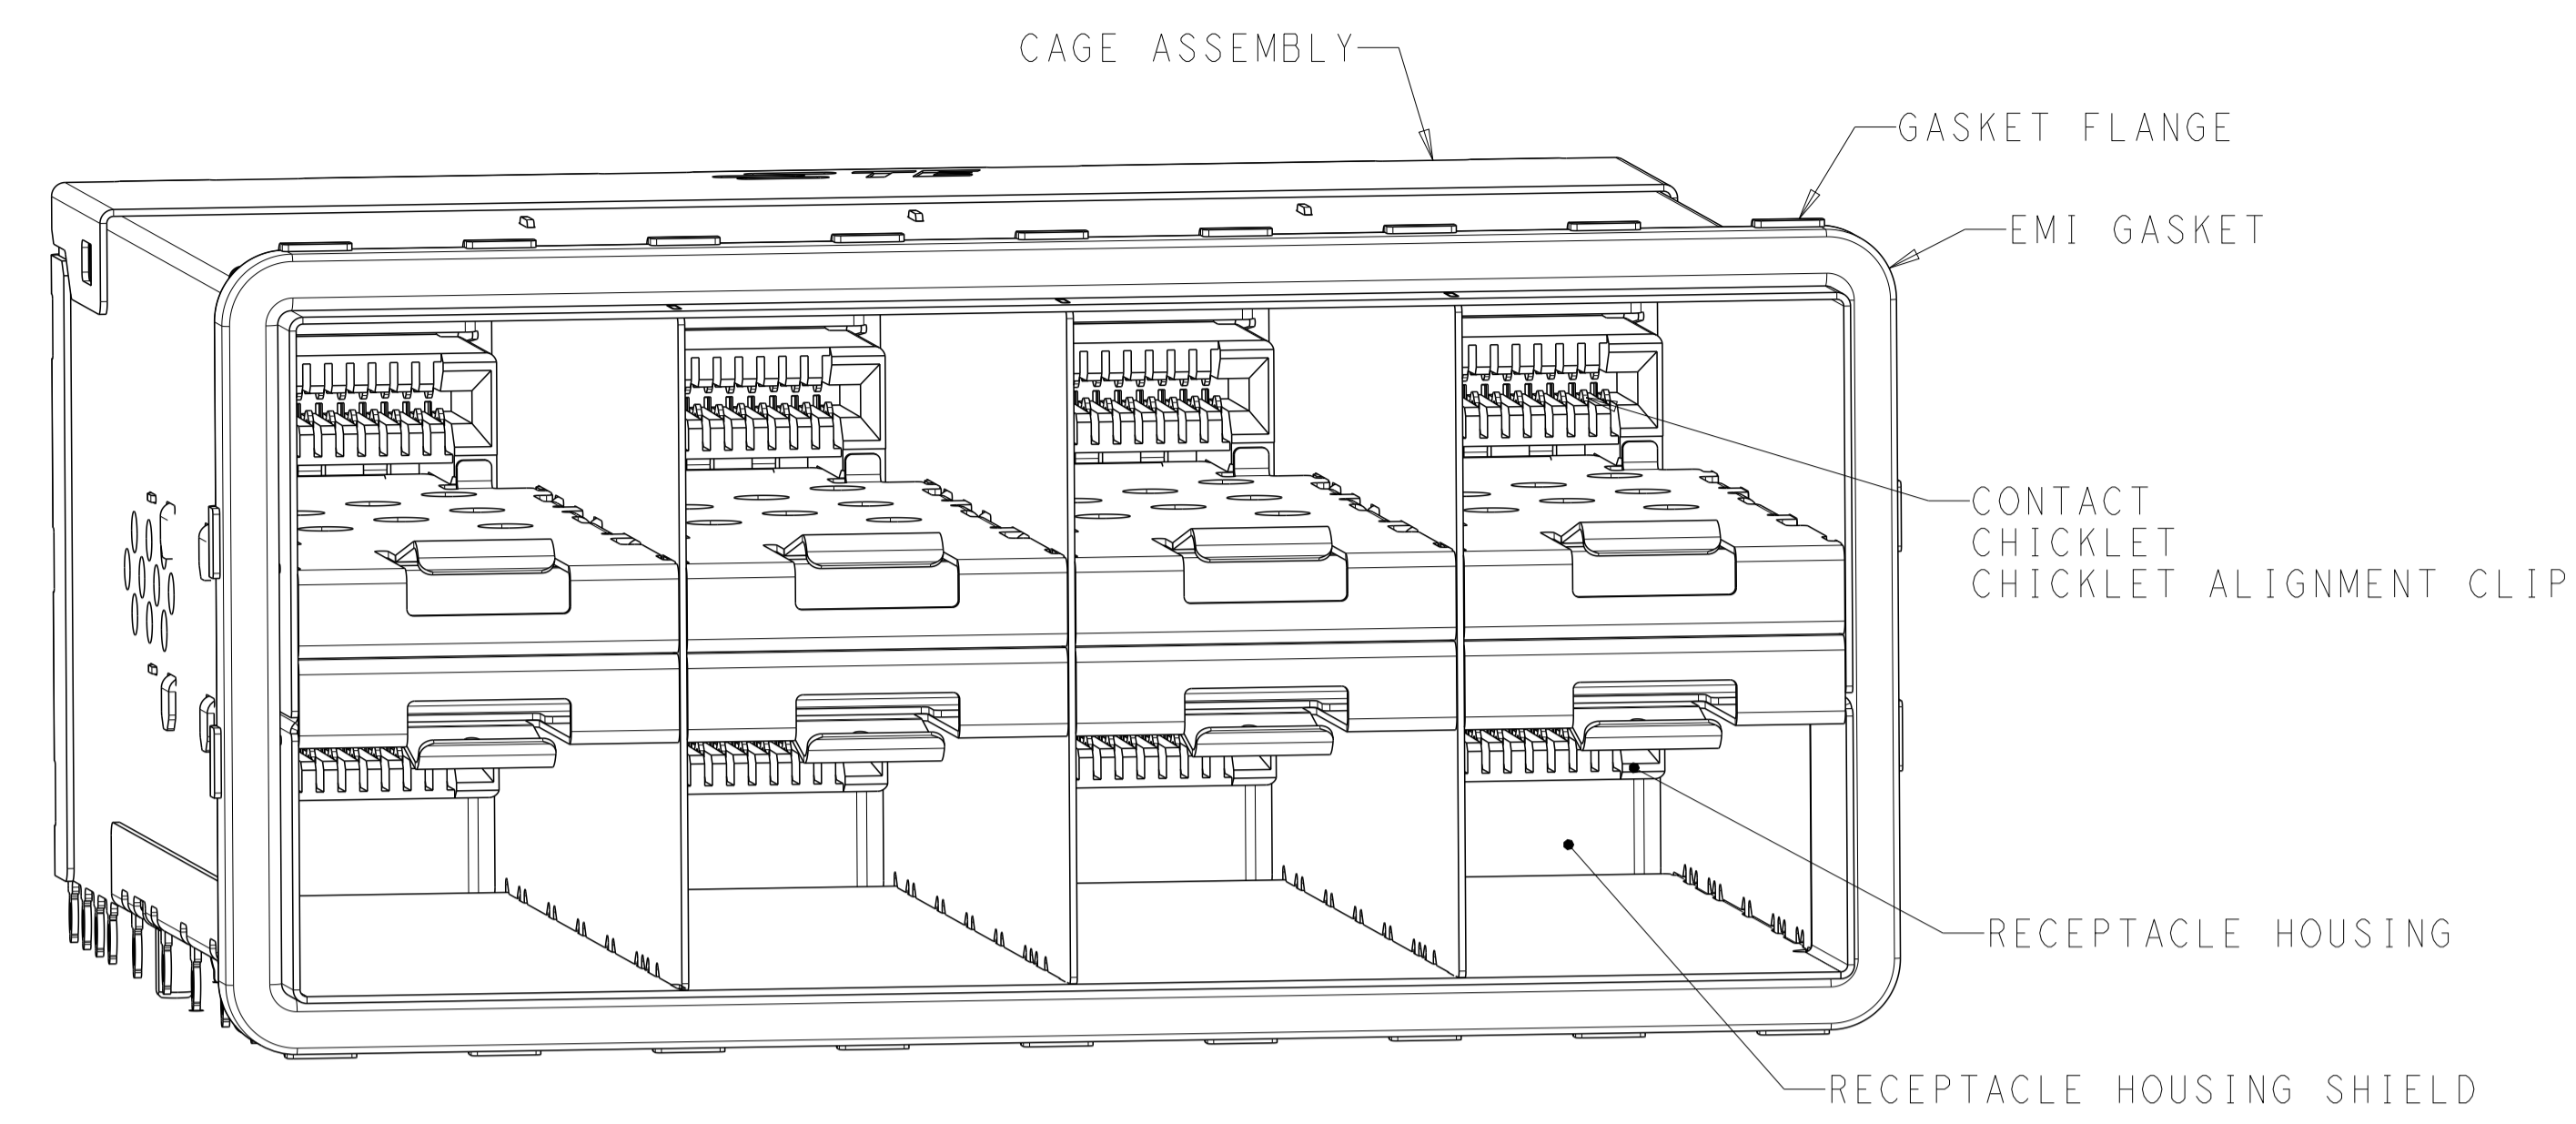 CAGE ASSEMBLY
GASKET FLANGE
EMI GASKET
CONTACT
CHICKLET
CHICKLET ALIGNMENT CLIP
RECEPTACLE HOUSING
RECEPTACLE HOUSING SHIELD